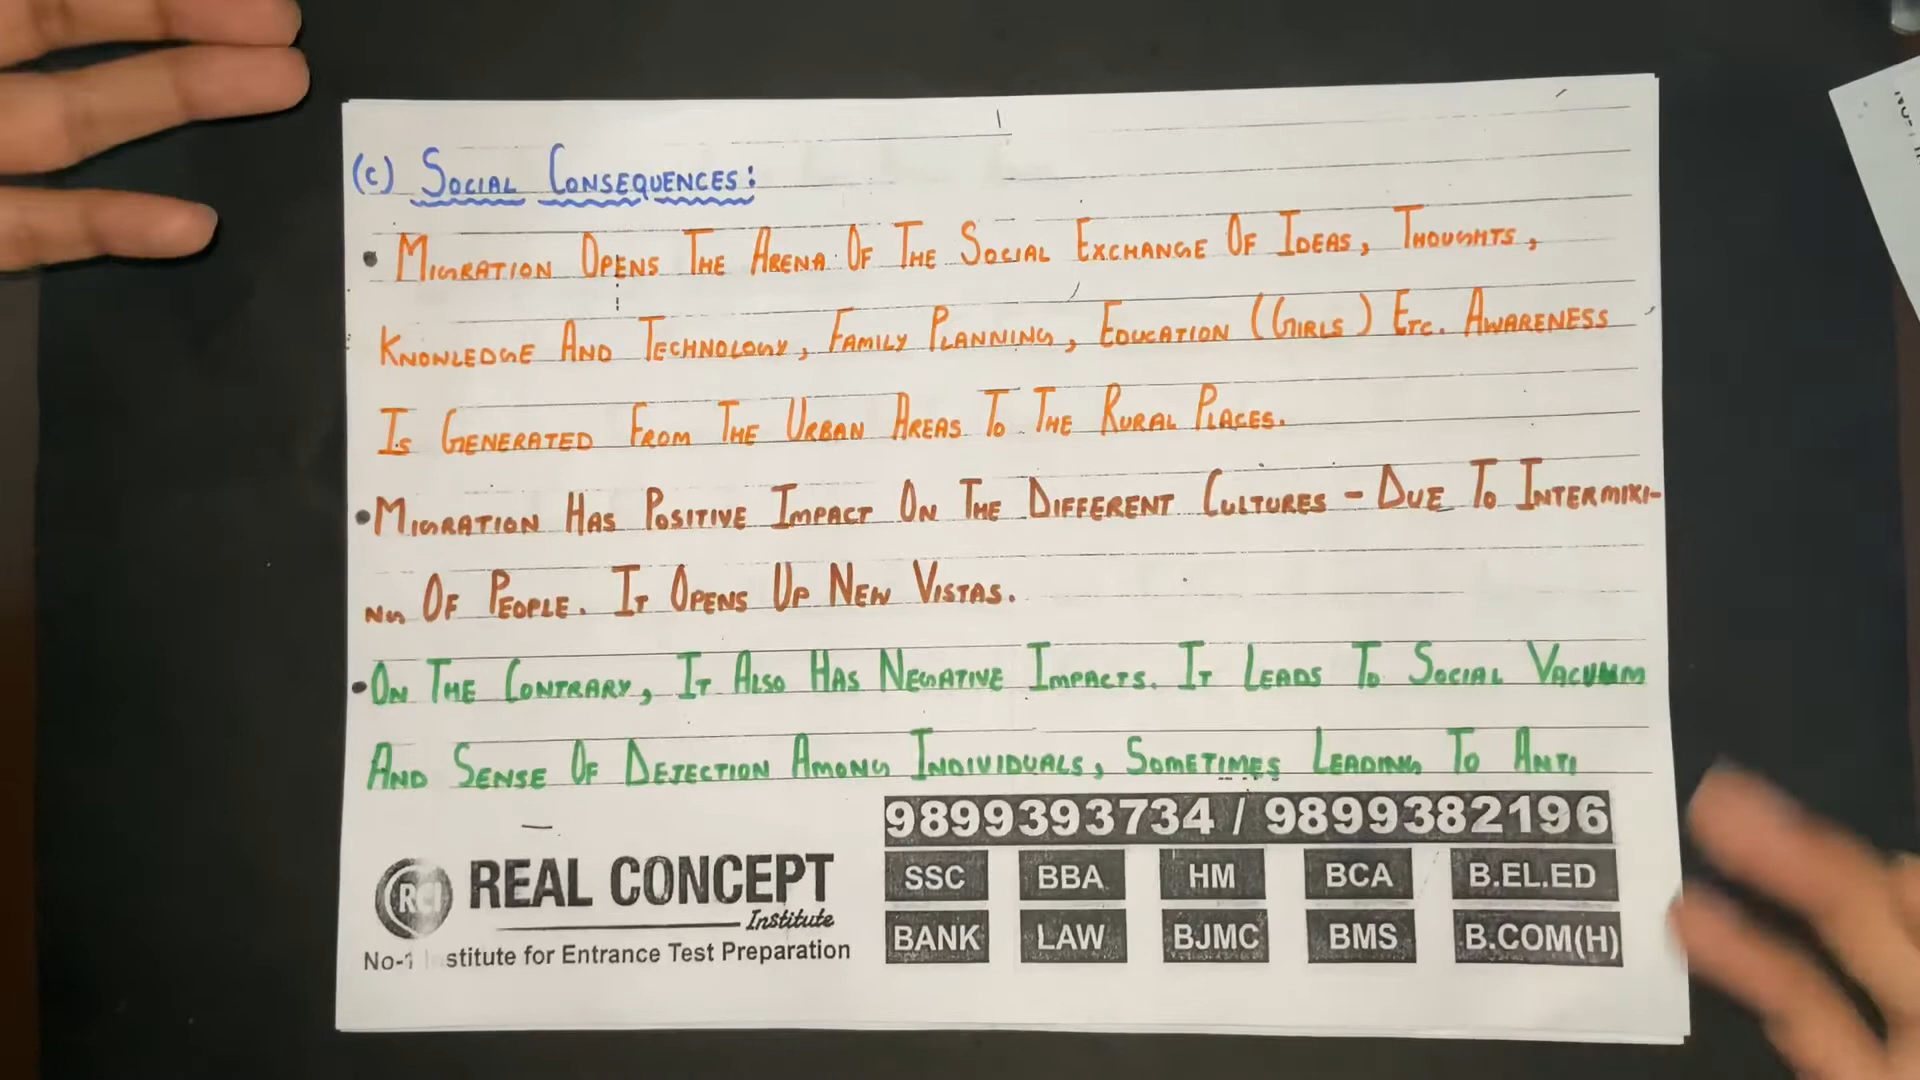 (c) Social Consequences:
• Migration Opens The Arena Of The Social Exchange Of Ideas, Thoughts,
Knowledge And Technology, Family Planning, Education (Girls) Etc. Awareness
Is Generated From The Urban Areas To The Rural Places.
• Migration Has Positive Impact On The Different Cultures - Due To Intermixi-
ng Of People. It Opens Up New Vistas.
• On The Contrary, It Also Has Negative Impacts. It Leads To Social Vacuum
And Sense Of Dejection Among Individuals, Sometimes Leading To Anti
9899393734 / 9899382196
RCI REAL CONCEPT
Institute
No-1 stitute for Entrance Test Preparation
SSC BBA HM BCA B.EL.ED
BANK LAW BJMC BMS B.COM(H)